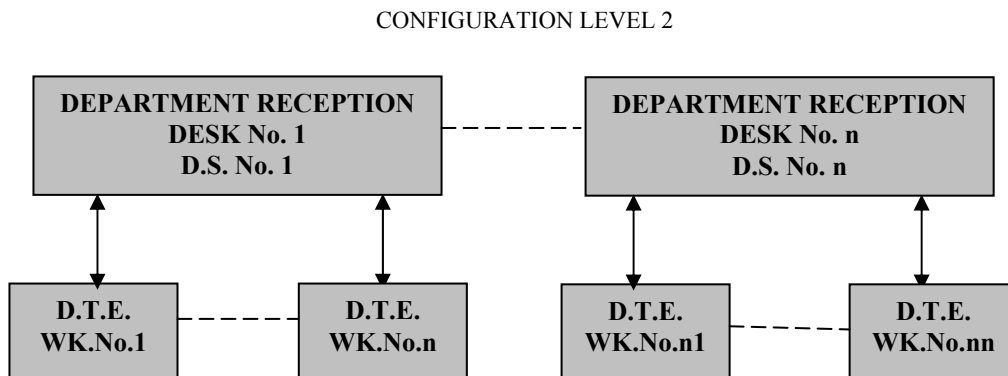 CONFIGURATION LEVEL 2
DEPARTMENT RECEPTION
DESK No. 1
D.S. No. 1
DEPARTMENT RECEPTION
DESK No. n
D.S. No. n
D.T.E.
WK.No.1
D.T.E.
WK.No.n
D.T.E.
WK.No.n1
D.T.E.
WK.No.nn